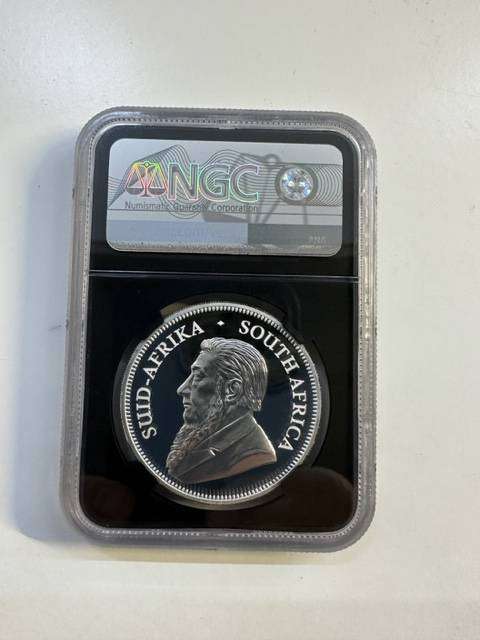 NGC
Numismatic Guaranty Corporation
SUID-AFRIKA · SOUTH AFRICA